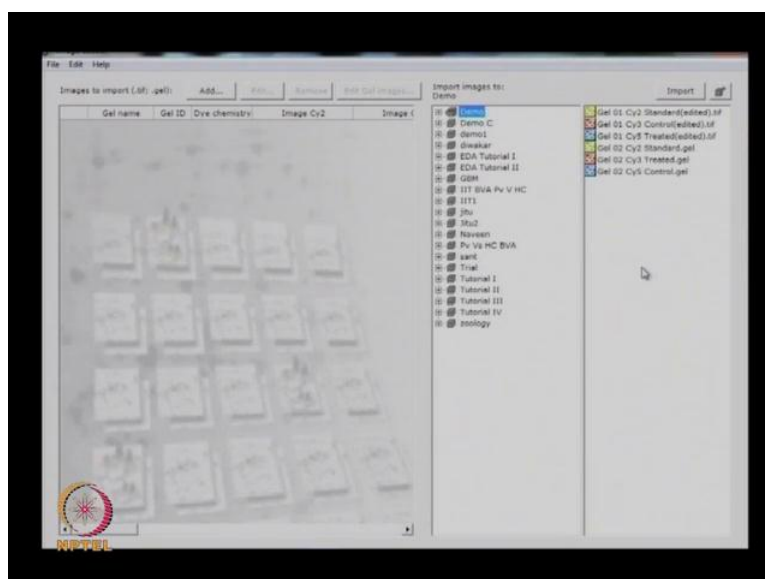 File Edit Help
Images to import (.tif; .gel):
Add...
Edit...
Remove
Edit Gel Images...
Gel name Gel ID Dye chemistry Image Cy2 Image C
Import images to:
Demo
Import
Demo
Demo C
demo1
diwakar
EDA Tutorial I
EDA Tutorial II
GBM
IIT BVA Pv V HC
IIT1
jitu
Jitu2
Naveen
Pv Vs HC BVA
sant
Trial
Tutorial I
Tutorial II
Tutorial III
Tutorial IV
zoology
Gel 01 Cy2 Standerd(edited).tif
Gel 01 Cy3 Control(edited).tif
Gel 01 Cy5 Treated(edited).tif
Gel 02 Cy2 Standard.gel
Gel 02 Cy3 Treated.gel
Gel 02 Cy5 Control.gel
NPTEL